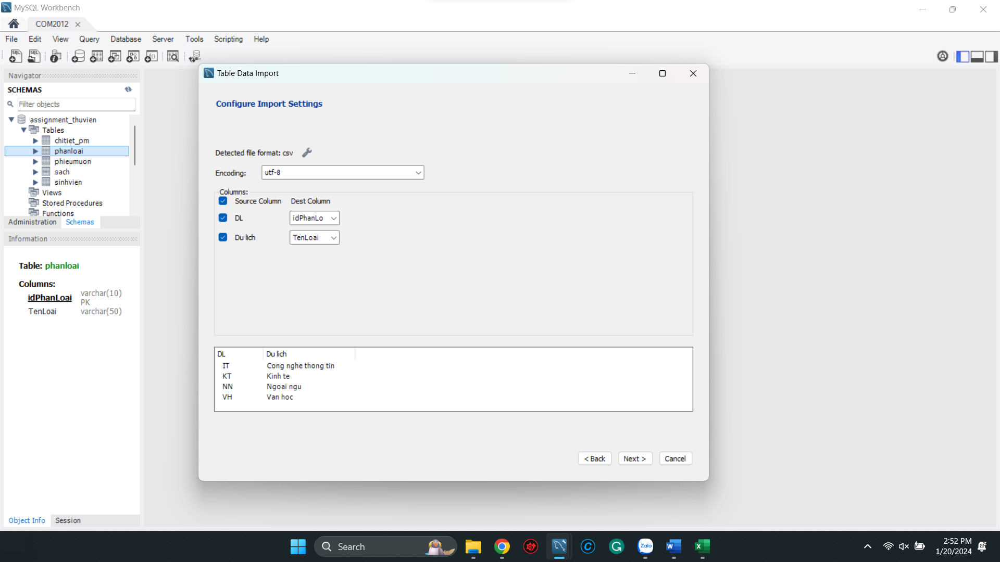 MySQL Workbench
COM2012
File Edit View Query Database Server Tools Scripting Help
Navigator
SCHEMAS
Filter objects
assignment_thuvien
Tables
chitiet_pm
phanloai
phieumuon
sach
sinhvien
Views
Stored Procedures
Functions
Administration Schemas
Information
Table: phanloai
Columns:
idPhanLoai varchar(10) PK
TenLoai varchar(50)
Object Info Session
Table Data Import
Configure Import Settings
Detected file format: csv
Encoding: utf-8
Columns:
Source Column Dest Column
DL idPhanLo
Du lich TenLoai
DL Du lich
IT Cong nghe thong tin
KT Kinh te
NN Ngoai ngu
VH Van hoc
< Back Next > Cancel
Search
Zalo
2:52 PM
1/20/2024